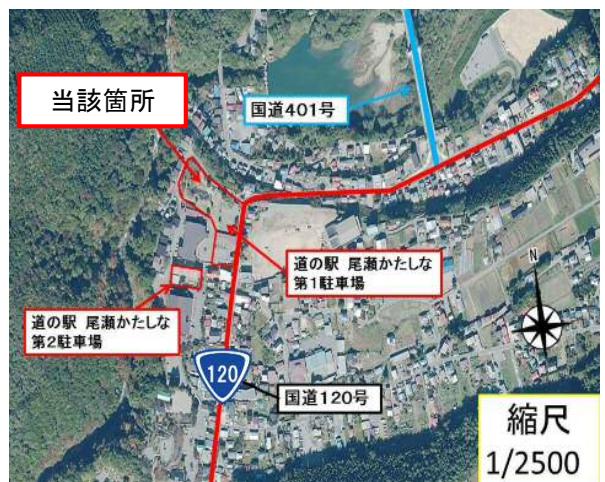 当該箇所
国道401号
道の駅 尾瀬かたしな
第1駐車場
道の駅 尾瀬かたしな
第2駐車場
N
120
国道120号
縮尺
1/2500